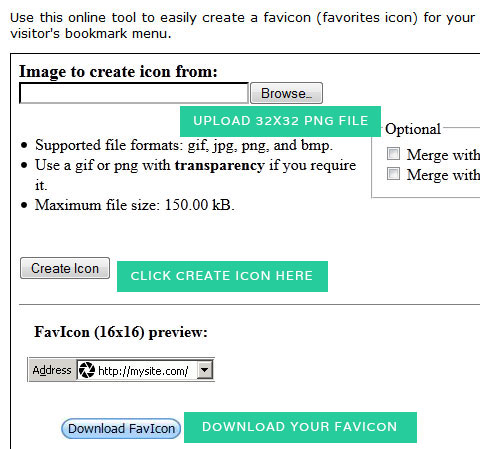 Use this online tool to easily create a favicon (favorites icon) for your
visitor's bookmark menu.
Image to create icon from:
Browse...
UPLOAD 32X32 PNG FILE
Optional
Merge with
Merge with
• Supported file formats: gif, jpg, png, and bmp.
• Use a gif or png with transparency if you require
it.
• Maximum file size: 150.00 kB.
Create Icon
CLICK CREATE ICON HERE
FavIcon (16x16) preview:
Address http://mysite.com/
Download FavIcon
DOWNLOAD YOUR FAVICON